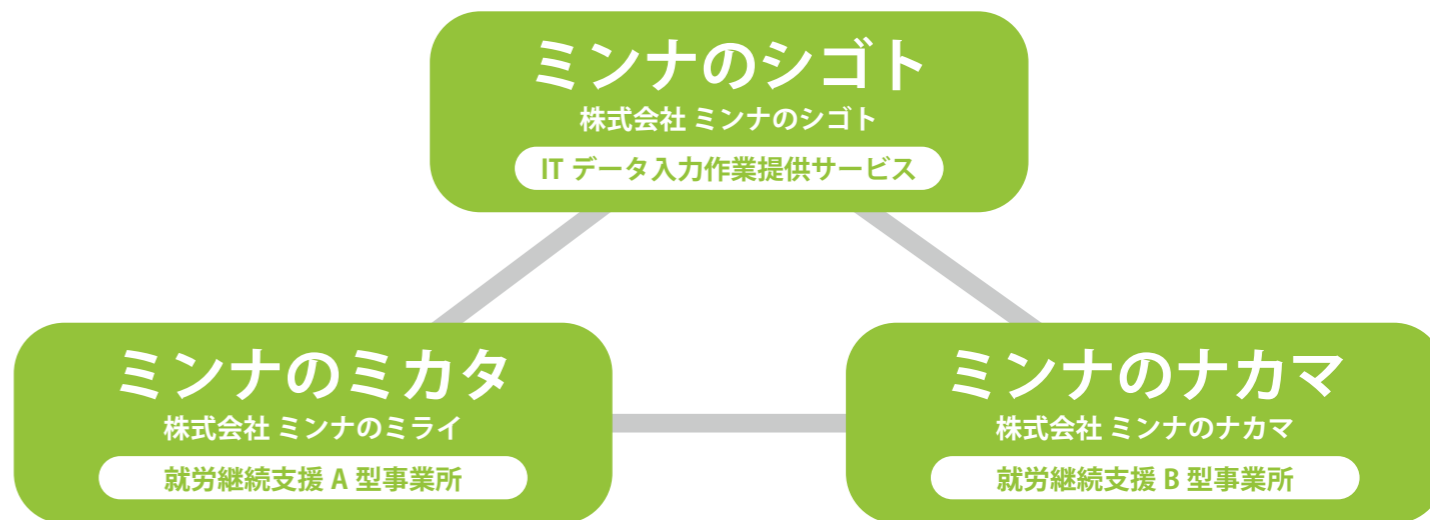 ミンナのシゴト
株式会社 ミンナのシゴト
IT データ入力作業提供サービス
ミンナのミカタ
株式会社 ミンナのミライ
就労継続支援 A 型事業所
ミンナのナカマ
株式会社 ミンナのナカマ
就労継続支援 B 型事業所